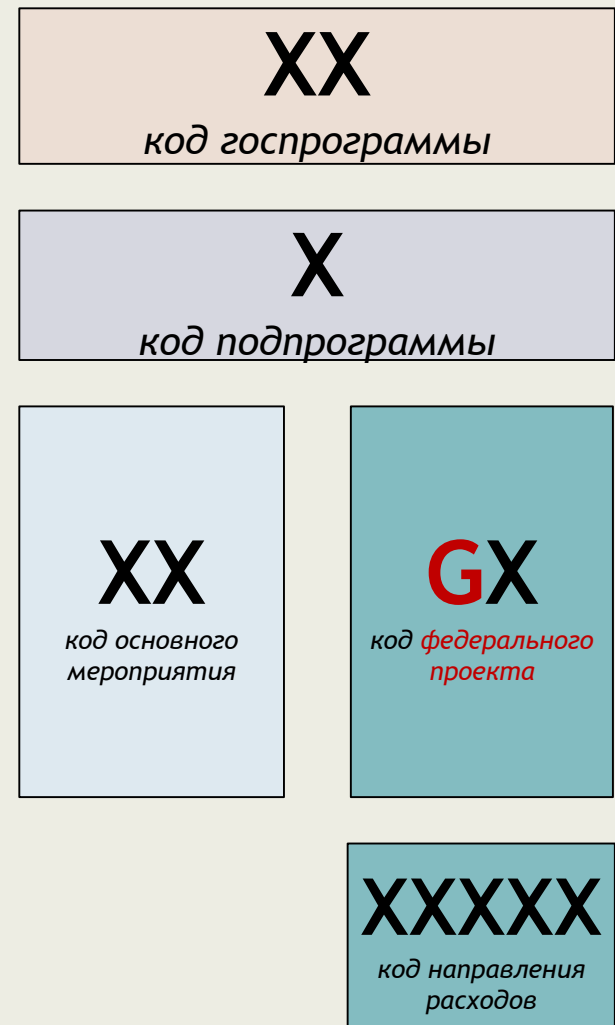 XX
код госпрограммы
X
код подпрограммы
XX
код основного
мероприятия
GX
код федерального
проекта
XXXXX
код направления
расходов